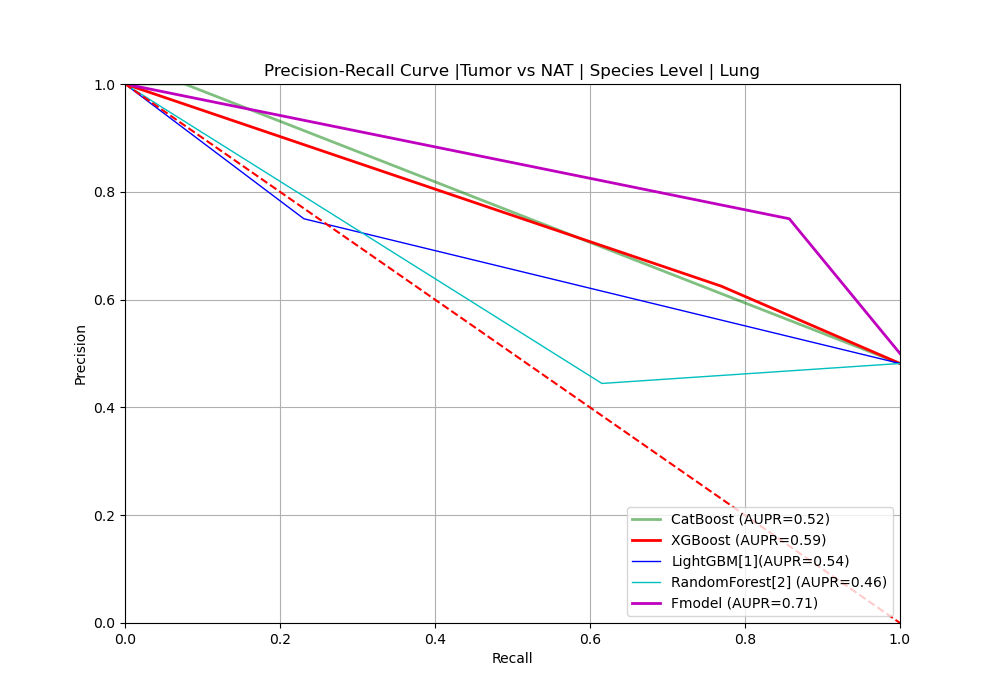 Precision-Recall Curve |Tumor vs NAT | Species Level | Lung
1.0
0.8
0.6
0.4
0.2
0.0
Precision
0.0 0.2 0.4 0.6 0.8 1.0
Recall
CatBoost (AUPR=0.52)
XGBoost (AUPR=0.59)
LightGBM[1](AUPR=0.54)
RandomForest[2] (AUPR=0.46)
Fmodel (AUPR=0.71)